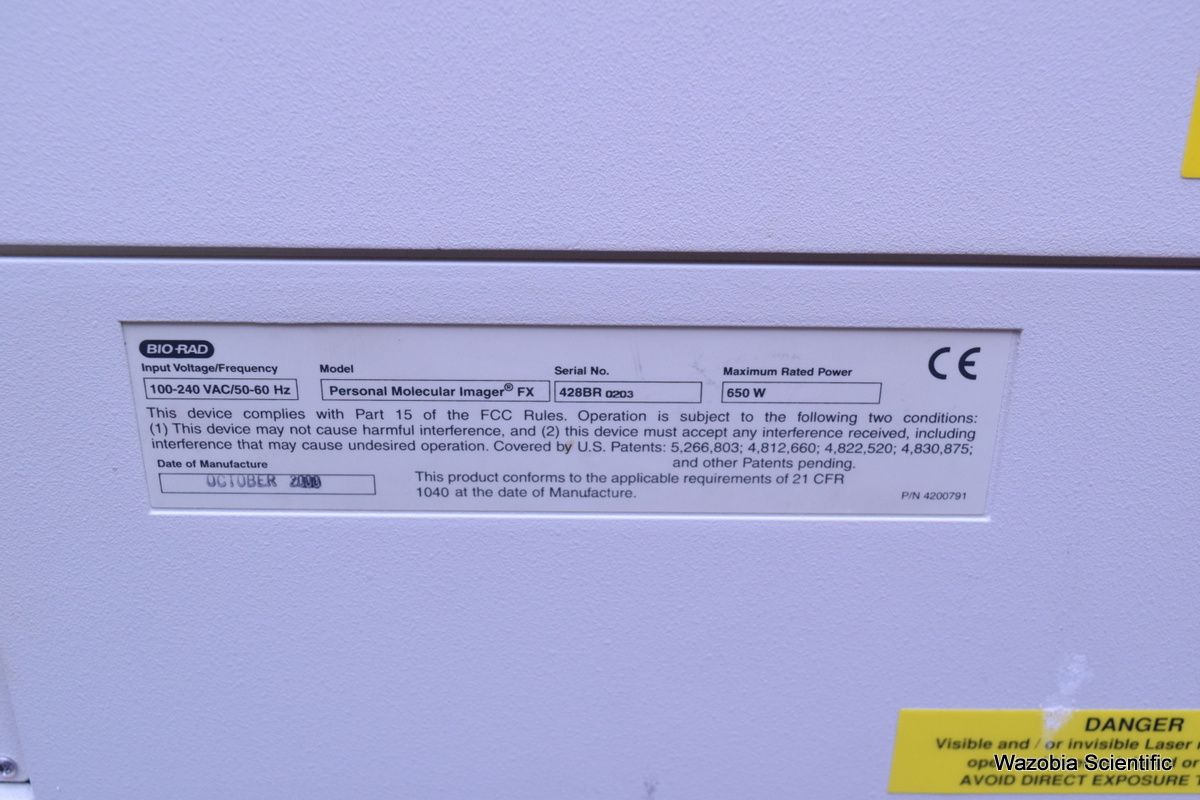 BIO-RAD
Input Voltage/Frequency
100-240 VAC/50-60 Hz
Model
Personal Molecular Imager® FX
Serial No.
428BR 0203
Maximum Rated Power
650 W
CE
This device complies with Part 15 of the FCC Rules. Operation is subject to the following two conditions:
(1) This device may not cause harmful interference, and (2) this device must accept any interference received, including
interference that may cause undesired operation. Covered by U.S. Patents: 5,266,803; 4,812,660; 4,822,520; 4,830,875;
and other Patents pending.
Date of Manufacture
OCTOBER 2000
This product conforms to the applicable requirements of 21 CFR
1040 at the date of Manufacture.
P/N 4200791
DANGER
Visible and / or invisible Laser
or
AVOID DIRECT EXPOSURE
Wazobia Scientific